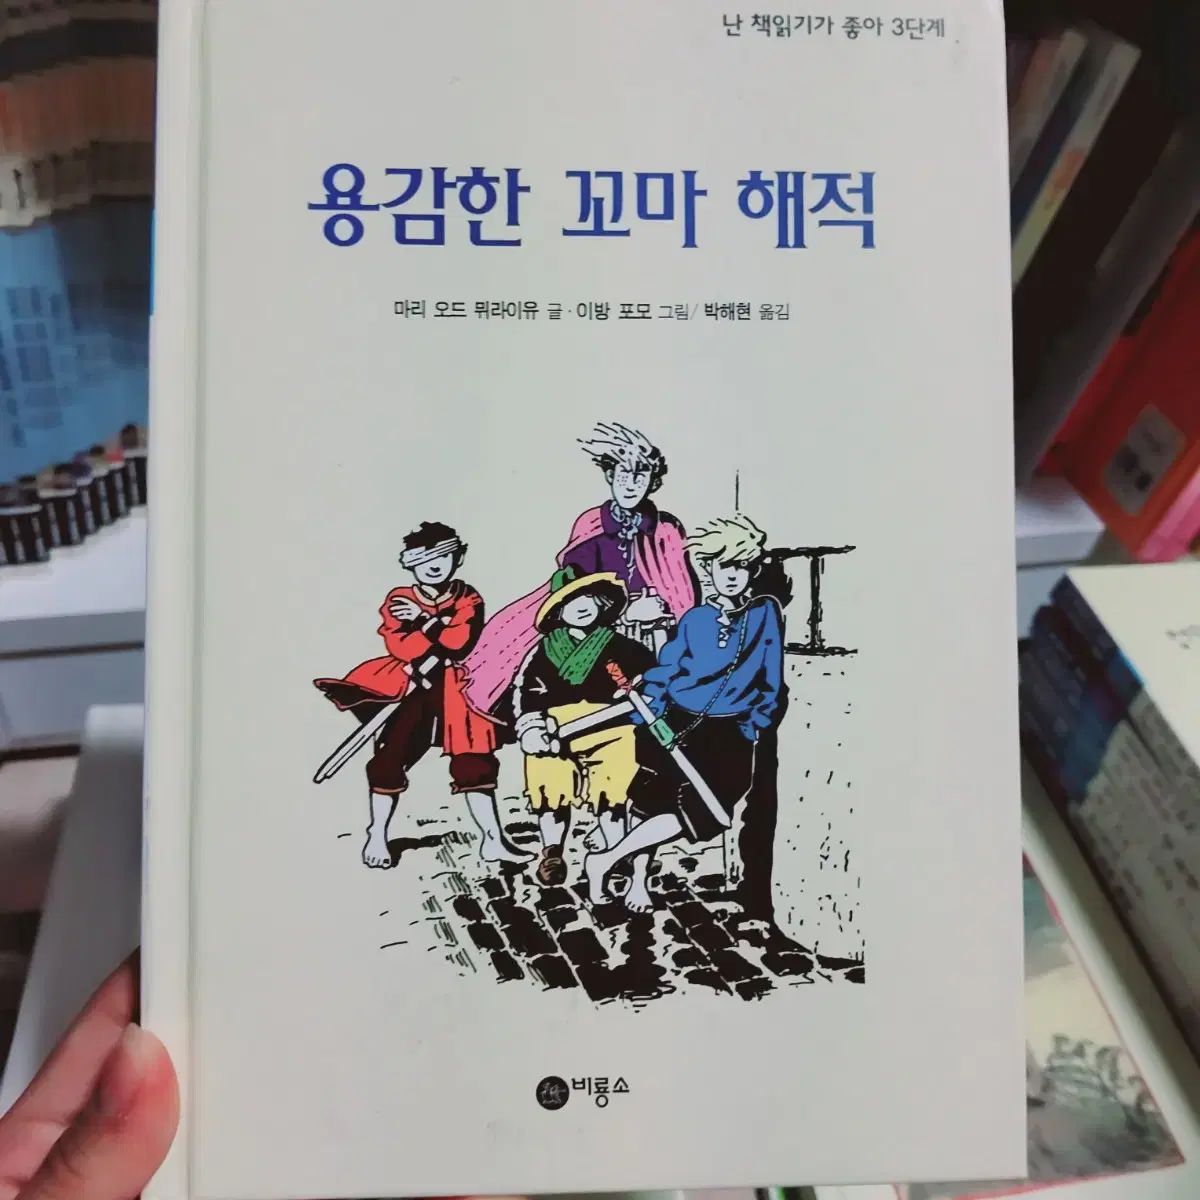 난 책읽기가 좋아 3단계
용감한 꼬마 해적
마리 오드 뮈라이유 글 · 이방 포모 그림 / 박해현 옮김
비룡소